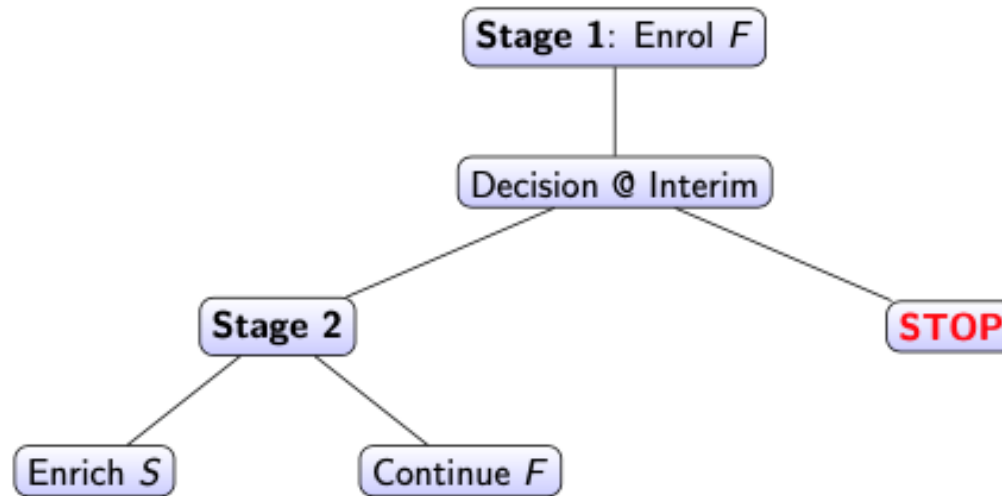 Stage 1: Enrol F
Decision @ Interim
Stage 2
STOP
Enrich S
Continue F